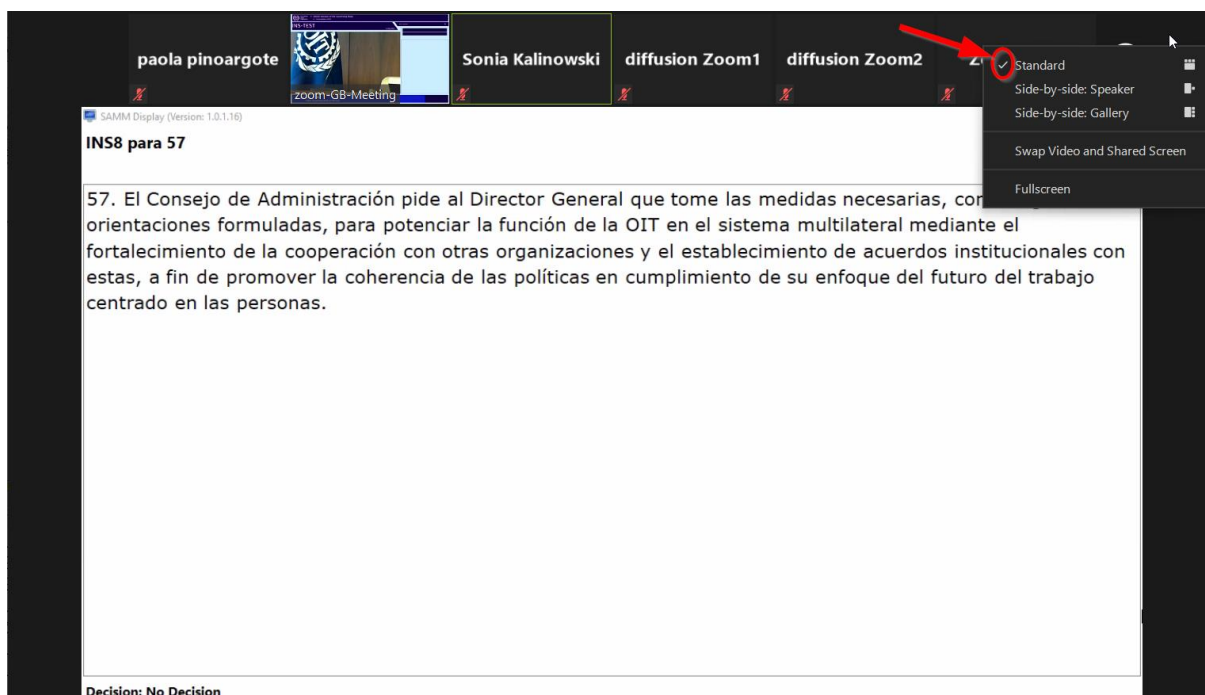 INS-TEST
paola pinoargote
zoom-GB-Meeting
Sonia Kalinowski
diffusion Zoom1
diffusion Zoom2
Standard
Side-by-side: Speaker
Side-by-side: Gallery
Swap Video and Shared Screen
Fullscreen
SAMM Display (Version: 1.0.1.16)
INS8 para 57
57. El Consejo de Administración pide al Director General que tome las medidas necesarias,
orientaciones formuladas, para potenciar la función de la OIT en el sistema multilateral mediante el
fortalecimiento de la cooperación con otras organizaciones y el establecimiento de acuerdos institucionales con
estas, a fin de promover la coherencia de las políticas en cumplimiento de su enfoque del futuro del trabajo
centrado en las personas.
Decision: No Decision